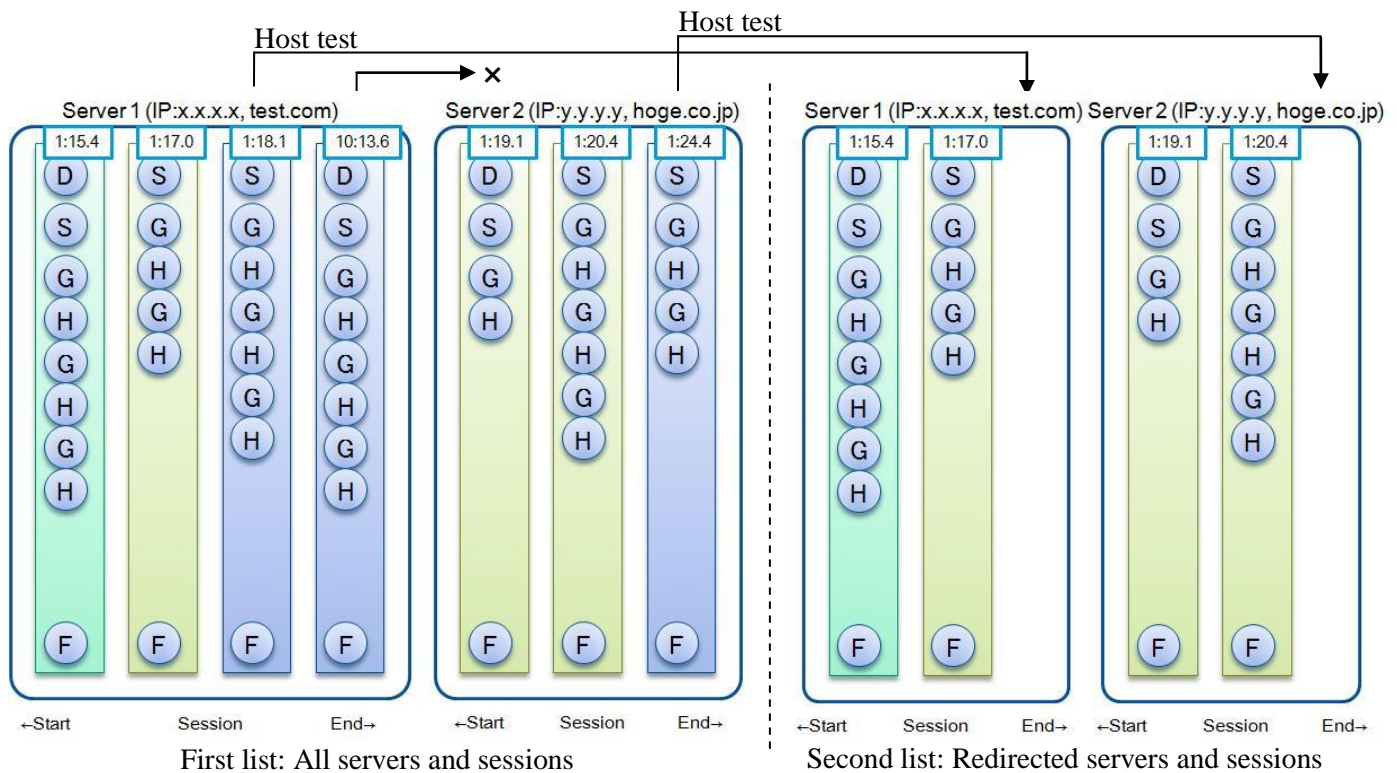 Host test
Host test
×
Server 1 (IP:x.x.x.x, test.com)
1:15.4 1:17.0 1:18.1 10:13.6
D S S D
S G G S
G H H G
H G G H
G H H G
H G H
G H G
H H
F F F F
←Start Session End→
Server 2 (IP:y.y.y.y, hoge.co.jp)
1:19.1 1:20.4 1:24.4
D S S
S G G
G H H
H G G
H H
G
H
F F F
←Start Session End→
First list: All servers and sessions
Server 1 (IP:x.x.x.x, test.com)
1:15.4 1:17.0
D S
S G
G H
H G
G H
H
G
H
F F
←Start Session End→
Server 2 (IP:y.y.y.y, hoge.co.jp)
1:19.1 1:20.4
D S
S G
G H
H G
H
G
H
F F
←Start Session End→
Second list: Redirected servers and sessions